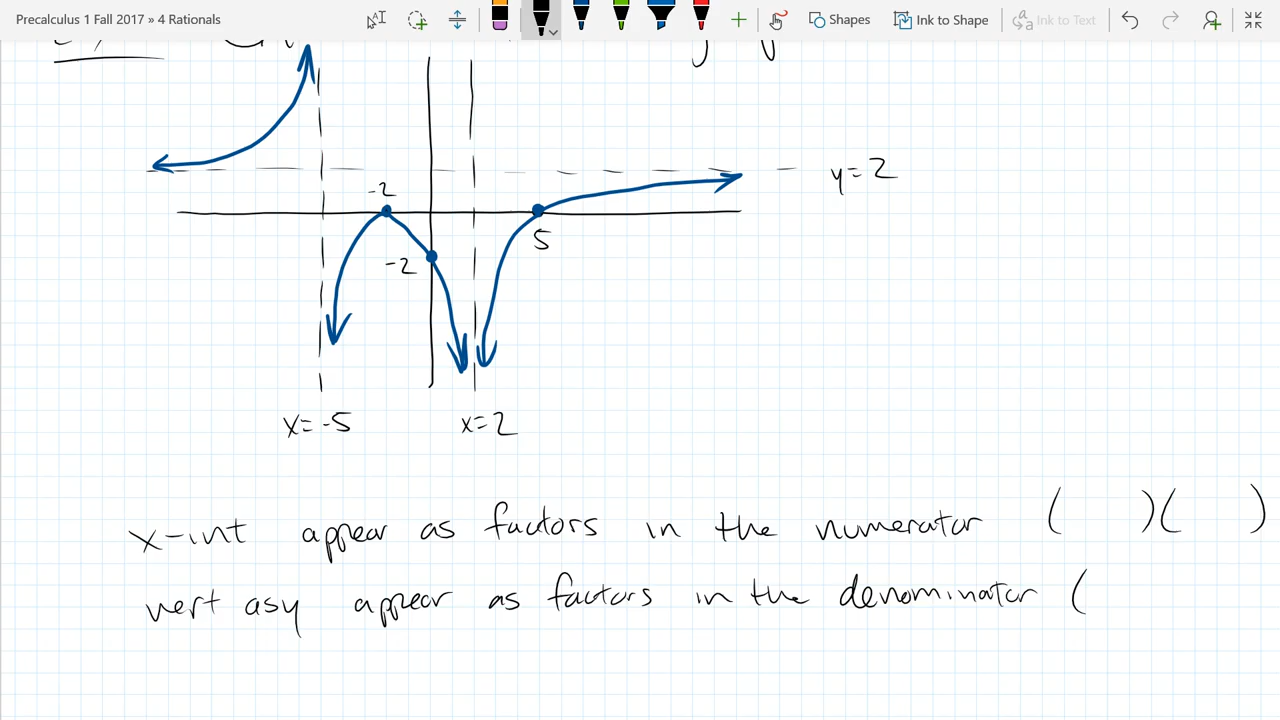 Precalculus 1 Fall 2017 » 4 Rationals
Shapes
Ink to Shape
Ink to Text
y=2
-2
5
-2
x=-5
x=2
x-int appear as factors in the numerator ( )( )
vert asy appear as factors in the denominator (